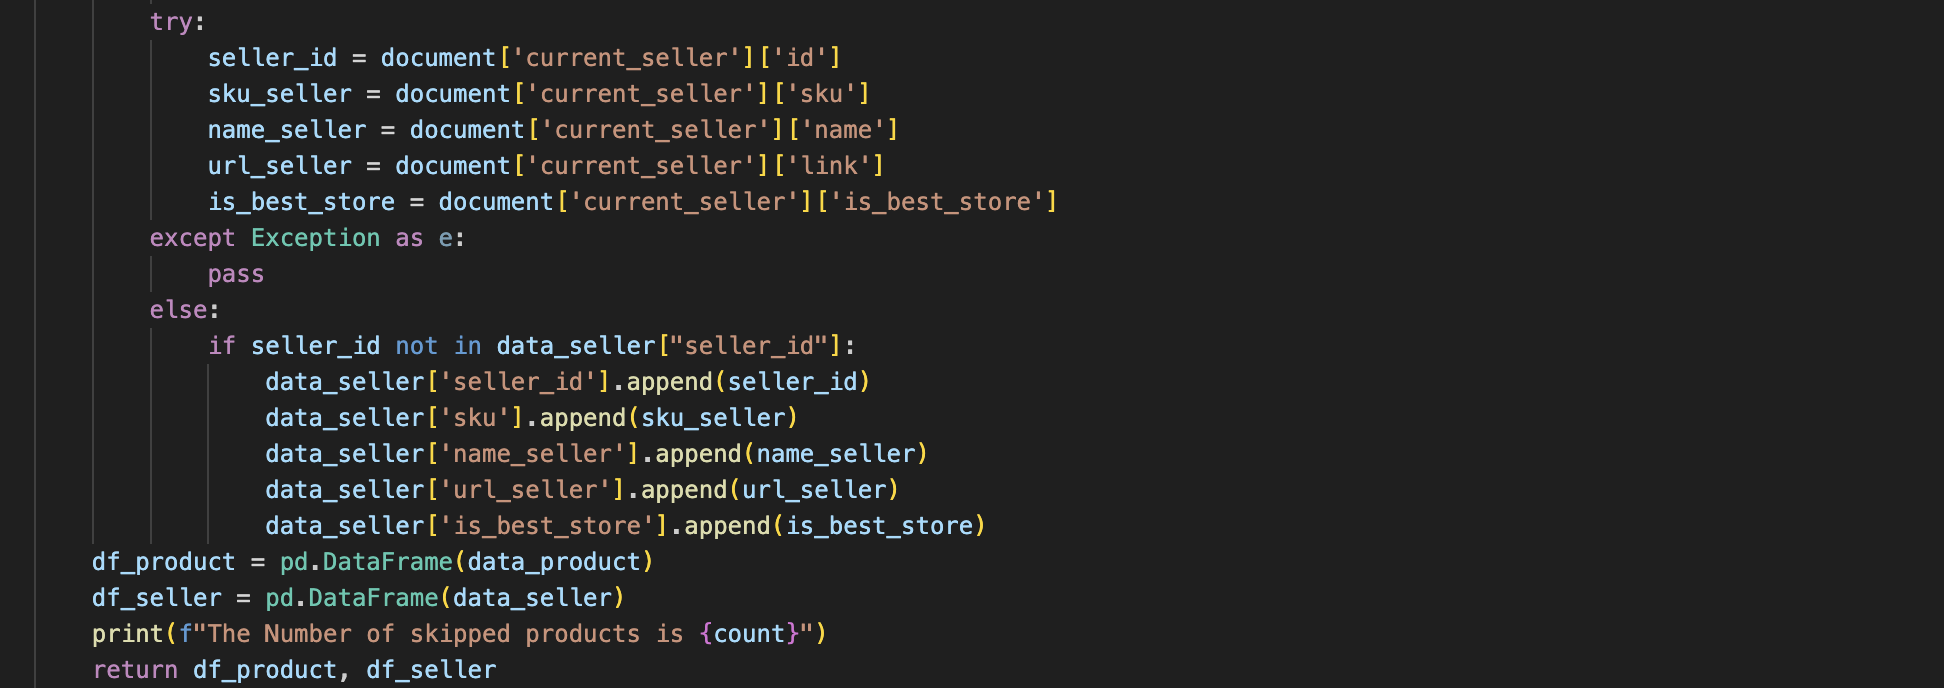 try:
    seller_id = document['current_seller']['id']
    sku_seller = document['current_seller']['sku']
    name_seller = document['current_seller']['name']
    url_seller = document['current_seller']['link']
    is_best_store = document['current_seller']['is_best_store']
except Exception as e:
    pass
else:
    if seller_id not in data_seller["seller_id"]:
        data_seller['seller_id'].append(seller_id)
        data_seller['sku'].append(sku_seller)
        data_seller['name_seller'].append(name_seller)
        data_seller['url_seller'].append(url_seller)
        data_seller['is_best_store'].append(is_best_store)
df_product = pd.DataFrame(data_product)
df_seller = pd.DataFrame(data_seller)
print(f"The Number of skipped products is {count}")
return df_product, df_seller